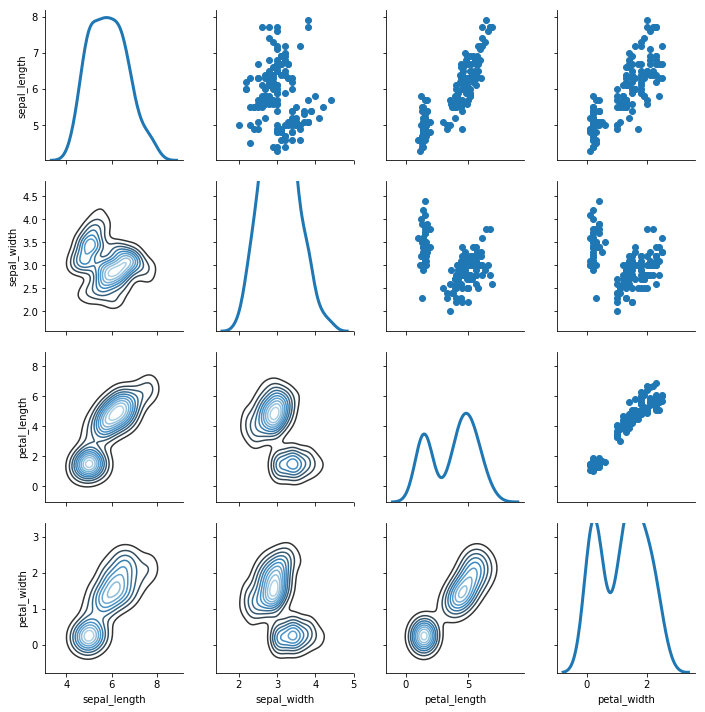 8
7
6
5
sepal_length
4.5
4.0
3.5
3.0
2.5
2.0
sepal_width
8
6
4
2
0
petal_length
3
2
1
0
petal_width
4 6 8
sepal_length
2 3 4 5
sepal_width
0 5
petal_length
0 2
petal_width